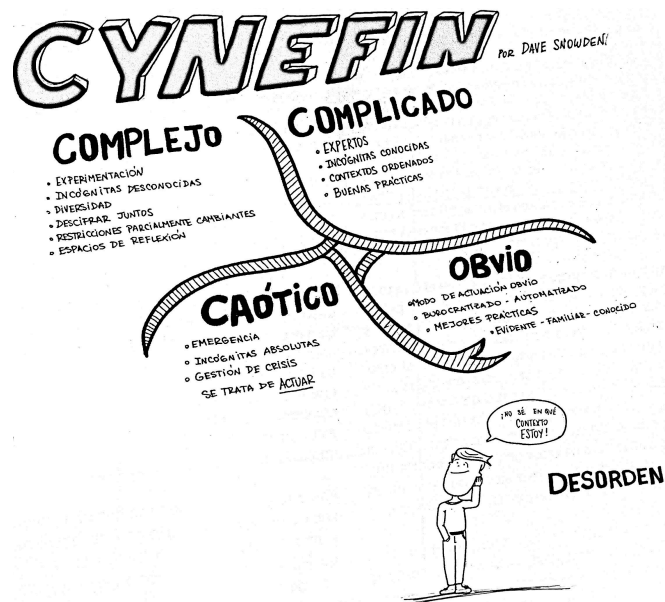 CYNEFIN
POR DAVE SNOWDEN!
COMPLEJO
• EXPERIMENTACIÓN
• INCÓGNITAS DESCONOCIDAS
• DIVERSIDAD
• DESCIFRAR JUNTOS
• RESTRICCIONES PARCIALMENTE CAMBIANTES
• ESPACIOS DE REFLEXIÓN
COMPLICADO
• EXPERTOS
• INCÓGNITAS CONOCIDAS
• CONTEXTOS ORDENADOS
• BUENAS PRÁCTICAS
CAÓTICO
• EMERGENCIA
• INCÓGNITAS ABSOLUTAS
• GESTIÓN DE CRISIS
SE TRATA DE ACTUAR
OBVIO
• MODO DE ACTUACIÓN OBVIO
• BUROCRATIZADO - AUTOMATIZADO
• MEJORES PRÁCTICAS
• EVIDENTE - FAMILIAR - CONOCIDO
¡NO SÉ EN QUÉ
CONTEXTO
ESTOY!
DESORDEN